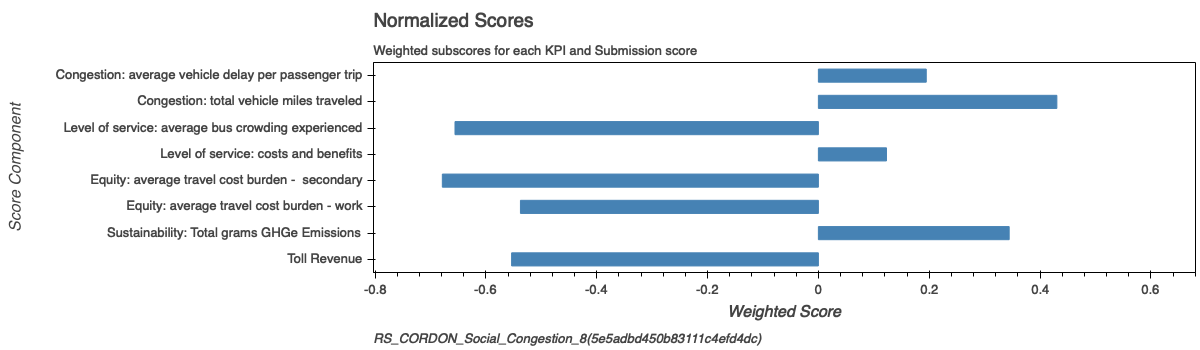 Normalized Scores
Weighted subscores for each KPI and Submission score
Score Component
Congestion: average vehicle delay per passenger trip
Congestion: total vehicle miles traveled
Level of service: average bus crowding experienced
Level of service: costs and benefits
Equity: average travel cost burden -  secondary
Equity: average travel cost burden - work
Sustainability: Total grams GHGe Emissions
Toll Revenue
-0.8 -0.6 -0.4 -0.2 0 0.2 0.4 0.6
Weighted Score
RS_CORDON_Social_Congestion_8(5e5adbd450b83111c4efd4dc)